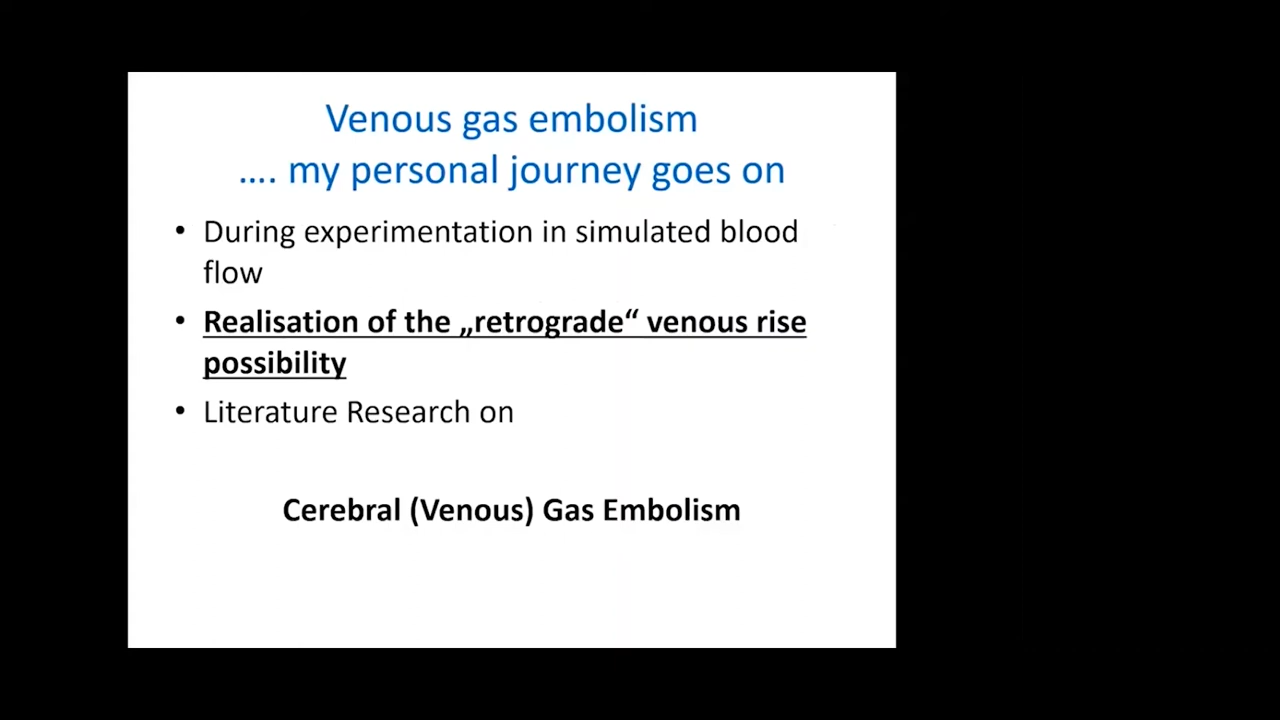 Venous gas embolism
…. my personal journey goes on
• During experimentation in simulated blood
flow
• Realisation of the „retrograde“ venous rise
possibility
• Literature Research on
Cerebral (Venous) Gas Embolism